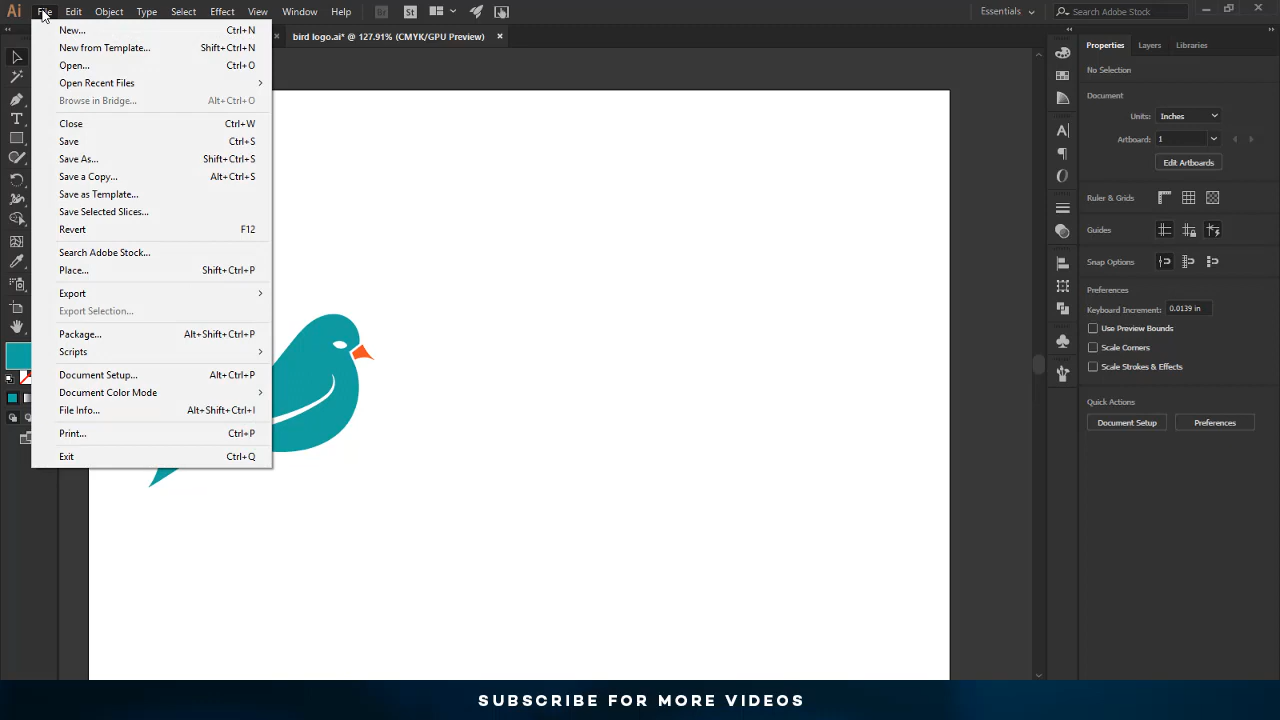 Ai File Edit Object Type Select Effect View Window Help Br St Essentials Search Adobe Stock
bird logo.ai* @ 127.91% (CMYK/GPU Preview)
New... Ctrl+N
New from Template... Shift+Ctrl+N
Open... Ctrl+O
Open Recent Files
Browse in Bridge... Alt+Ctrl+O
Close Ctrl+W
Save Ctrl+S
Save As... Shift+Ctrl+S
Save a Copy... Alt+Ctrl+S
Save as Template...
Save Selected Slices...
Revert F12
Search Adobe Stock...
Place... Shift+Ctrl+P
Export
Export Selection...
Package... Alt+Shift+Ctrl+P
Scripts
Document Setup... Alt+Ctrl+P
Document Color Mode
File Info... Alt+Shift+Ctrl+I
Print... Ctrl+P
Exit Ctrl+Q
Properties Layers Libraries
No Selection
Document
Units: Inches
Artboard: 1
Edit Artboards
Ruler & Grids
Guides
Snap Options
Preferences
Keyboard Increment: 0.0139 in
Use Preview Bounds
Scale Corners
Scale Strokes & Effects
Quick Actions
Document Setup Preferences
SUBSCRIBE FOR MORE VIDEOS